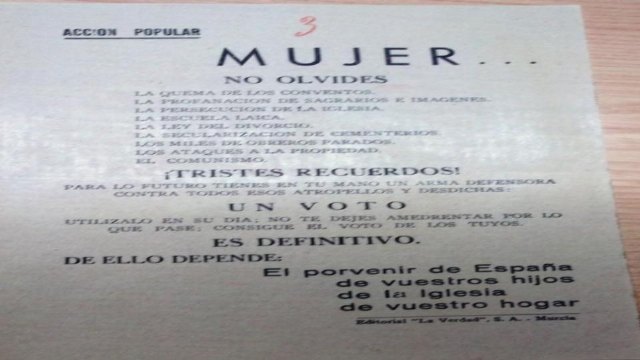 ACCION POPULAR
3
MUJER...
NO OLVIDES
LA QUEMA DE LOS CONVENTOS.
LA PROFANACION DE SAGRARIOS E IMAGENES.
LA PERSECUCION DE LA IGLESIA.
LA ESCUELA LAICA.
LA LEY DEL DIVORCIO.
LA SECULARIZACION DE CEMENTERIOS.
LOS MILES DE OBREROS PARADOS.
LOS ATAQUES A LA PROPIEDAD.
EL COMUNISMO.
¡TRISTES RECUERDOS!
PARA LO FUTURO TIENES EN TU MANO UN ARMA DEFENSORA
CONTRA TODOS ESOS ATROPELLOS Y DESDICHAS:
UN VOTO
UTILIZALO EN SU DIA; NO TE DEJES AMEDRENTAR POR LO
QUE PASE; CONSIGUE EL VOTO DE LOS TUYOS.
ES DEFINITIVO.
DE ELLO DEPENDE:
El porvenir de España
de vuestros hijos
de la Iglesia
de vuestro hogar
Editorial "La Verdad", S. A. - Murcia